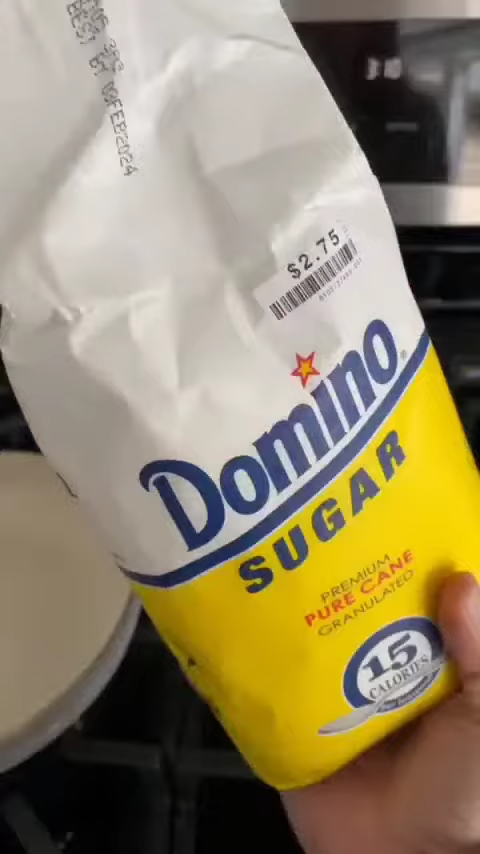 BEST BY 09FEB2024
$2.75
Domino
SUGAR
PREMIUM
PURE CANE
GRANULATED
15
CALORIES